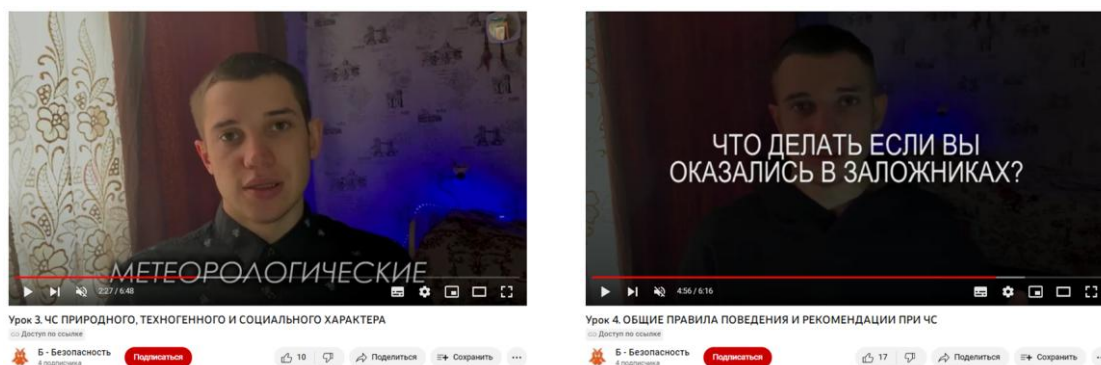 МЕТЕОРОЛОГИЧЕСКИЕ
2:27 / 6:48
Урок 3. ЧС ПРИРОДНОГО, ТЕХНОГЕННОГО И СОЦИАЛЬНОГО ХАРАКТЕРА
Доступ по ссылке
Б - Безопасность
4 подписчика
Подписаться
10
Поделиться
Сохранить
ЧТО ДЕЛАТЬ ЕСЛИ ВЫ
ОКАЗАЛИСЬ В ЗАЛОЖНИКАХ?
4:56 / 6:16
Урок 4. ОБЩИЕ ПРАВИЛА ПОВЕДЕНИЯ И РЕКОМЕНДАЦИИ ПРИ ЧС
Доступ по ссылке
Б - Безопасность
4 подписчика
Подписаться
17
Поделиться
Сохранить